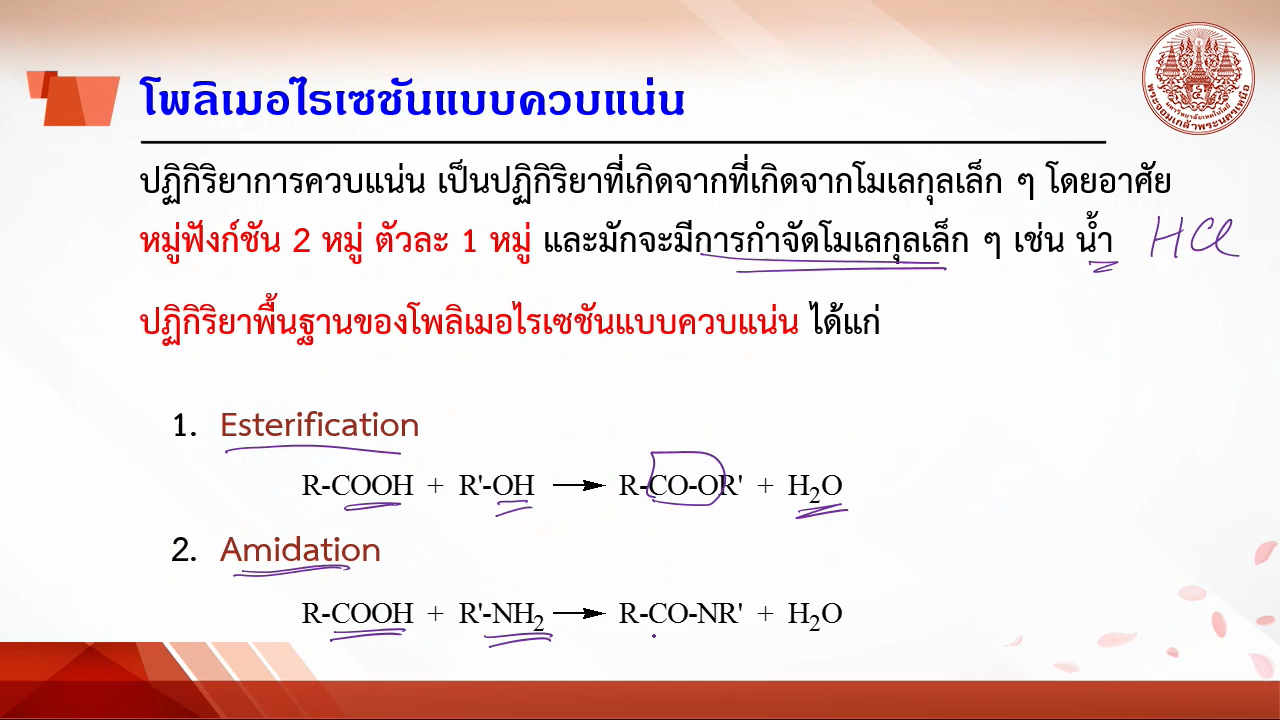 โพลิเมอไรเซชันแบบควบแน่น
ปฏิกิริยาการควบแน่น เป็นปฏิกิริยาที่เกิดจากที่เกิดจากโมเลกุลเล็ก ๆ โดยอาศัย
หมู่ฟังก์ชัน 2 หมู่ ตัวละ 1 หมู่ และมักจะมีการกำจัดโมเลกุลเล็ก ๆ เช่น น้ำ HCl
ปฏิกิริยาพื้นฐานของโพลิเมอไรเซชันแบบควบแน่น ได้แก่
1. Esterification
R-COOH + R'-OH → R-CO-OR' + H₂O
2. Amidation
R-COOH + R'-NH₂ → R-CO-NR' + H₂O